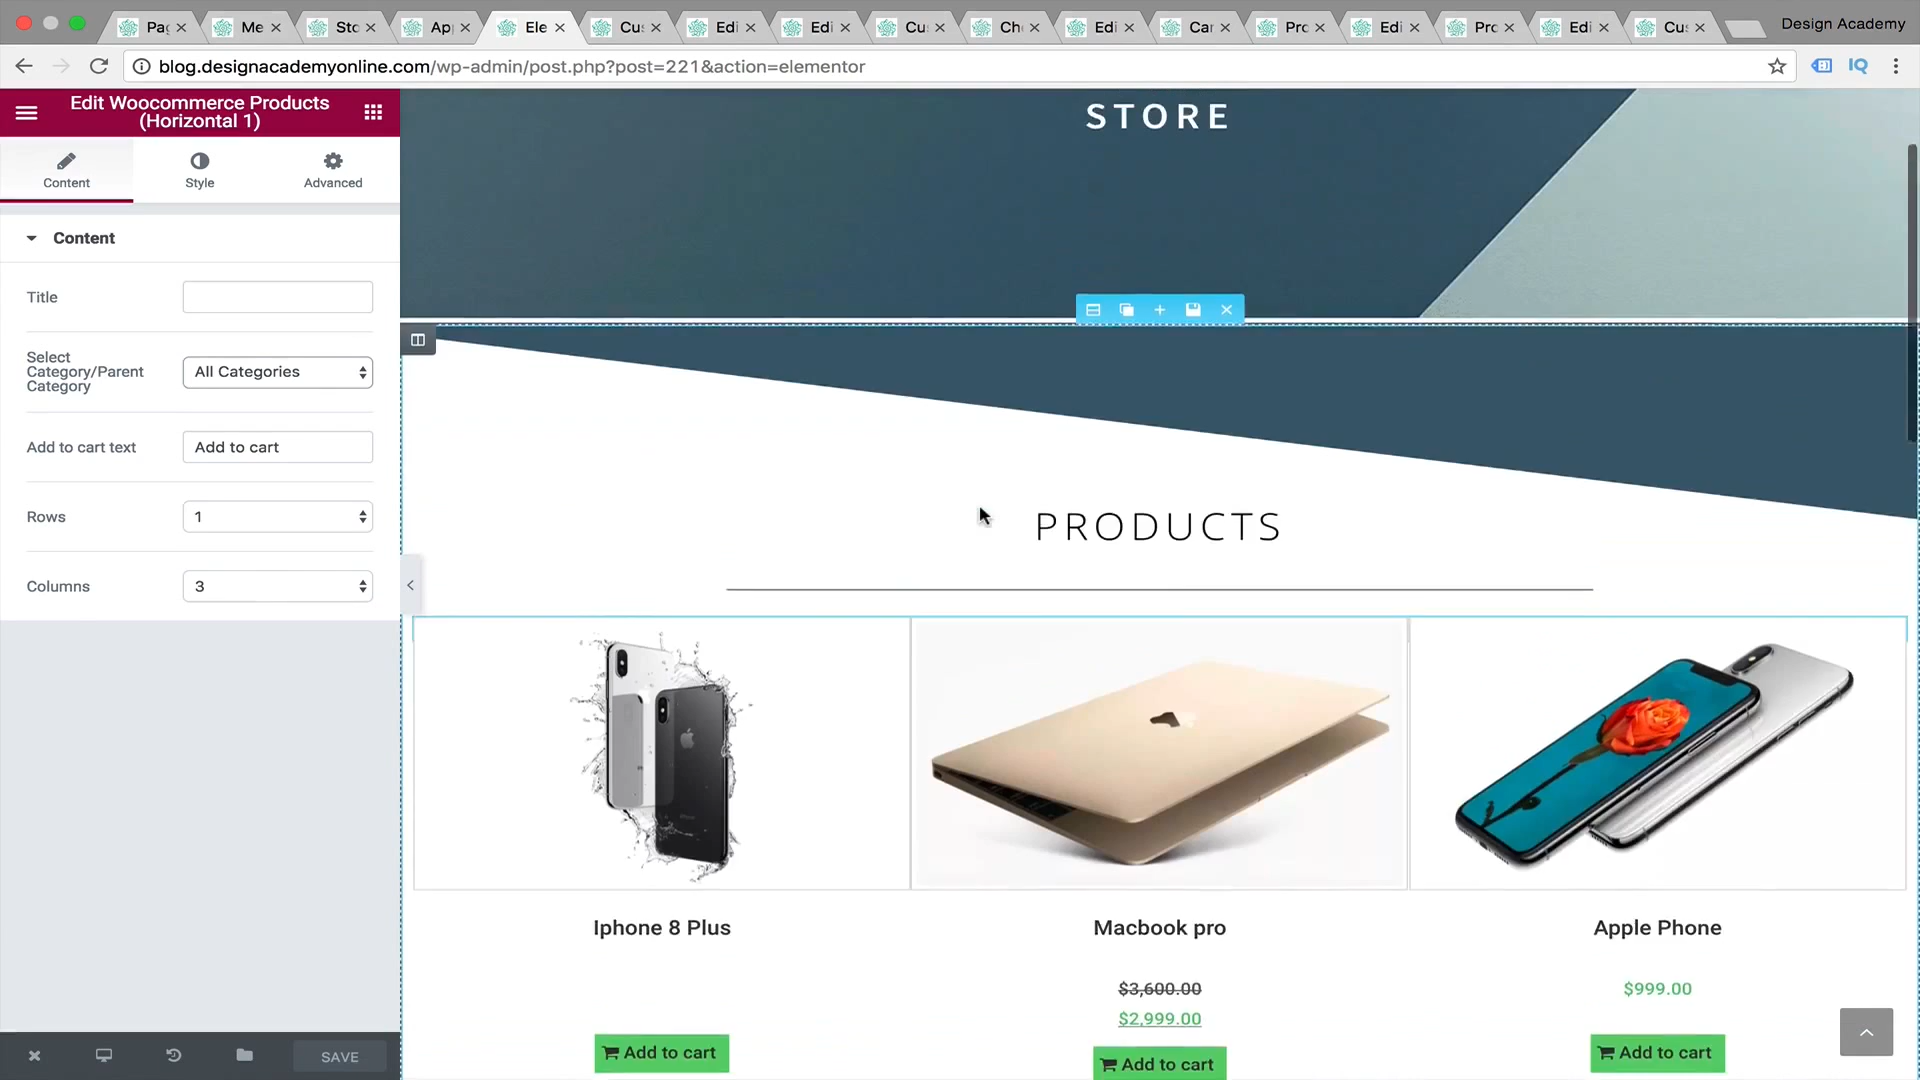 Pa
Me
Sto
Ap
Ele
Cus
Edi
Edi
Cu
Ch
Edi
Car
Pro
Edi
Pro
Edi
Cus
Design Academy
blog.designacademyonline.com/wp-admin/post.php?post=221&action=elementor
IQ
Edit Woocommerce Products
(Horizontal 1)
Content
Style
Advanced
Content
Title
Select
Category/Parent
Category
All Categories
Add to cart text
Add to cart
Rows
1
Columns
3
SAVE
STORE
PRODUCTS
Iphone 8 Plus
Macbook pro
Apple Phone
$3,600.00
$999.00
$2,999.00
Add to cart
Add to cart
Add to cart